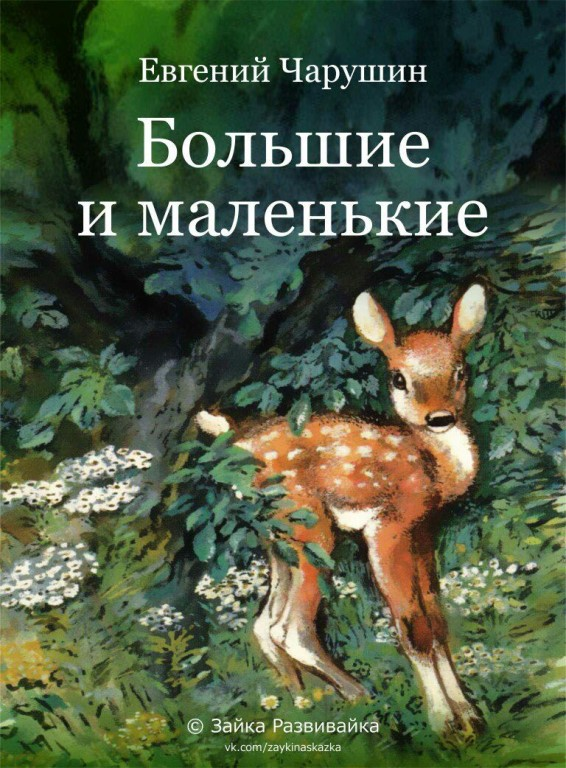 Евгений Чарушин
Большие
и маленькие
© Зайка Развивайка
vk.com/zaykinaskazka